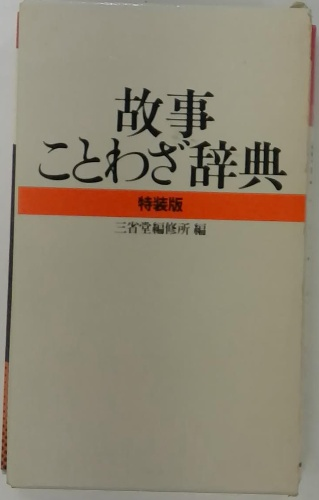 故事
ことわざ辞典
特装版
三省堂編修所 編